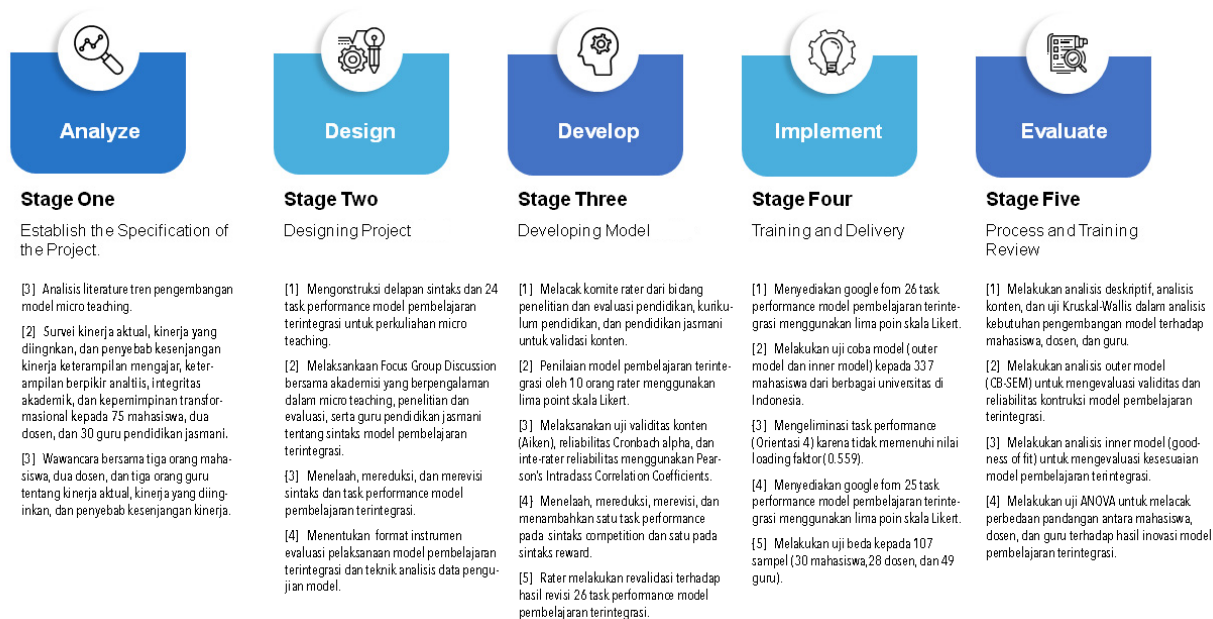 Analyze
Stage One
Establish the Specification of
the Project.
[3] Analisis literature tren pengembangan
model micro teaching.
[2] Survei kinerja aktual, kinerja yang
diingnkan, dan penyebab kesenjangan
kinerja keterampilan mengajar, keter-
ampilan berpikir analtiis, integritas
akademik, dan kepemimpinan transfor-
masional kepada 75 mahasiswa, dua
dosen, dan 30 guru pendidikan jasmani.
[3] Wawancara bersama tiga orang maha-
siswa, dua dosen, dan tiga orang guru
tentang kinerja aktual, kinerja yang diing-
inkan, dan penyebab kesenjangan kinerja.
Design
Stage Two
Designing Project
[1] Mengonstruksi delapan sintaks dan 24
task performance model pembelajaran
terintegrasi untuk perkuliahan micro
teaching.
[2] Melaksankaan Focus Group Discussion
bersama akademisi yang berpengalaman
dalam micro teaching, penelitian dan
evaluasi, serta guru pendidikan jasmani
tentang sintaks model pembelajaran
terintegrasi.
[3] Menelaah, mereduksi, dan merevisi
sintaks dan task performance model
pembelajaran terintegrasi.
[4] Menentukan format instrumen
evaluasi pelaksanaan model pembelajaran
terintegrasi dan teknik analisis data pengu-
jian model.
Develop
Stage Three
Developing Model
[1] Melacak komite rater dari bidang
penelitian dan evaluasi pendidikan, kuriku-
lum pendidikan, dan pendidikan jasmani
untuk validasi konten.
[2] Penilaian model pembelajaran terinte-
grasi oleh 10 orang rater menggunakan
lima point skala Likert.
[3] Melaksanakan uji validitas konten
(Aiken), reliabilitas Cronbach alpha, dan
inte-rater reliabilitas menggunakan Pear-
son's Intradass Correlation Coefficients.
[4} Menelaah, mereduksi, merevisi, dan
menambahkan satu task performance
pada sintaks competition dan satu pada
sintaks reward.
[5] Rater melakukan revalidasi terhadap
hasil revisi 26 task performance model
pembelajaran terintegrasi.
Implement
Stage Four
Training and Delivery
[1] Menyediakan google forn 26 task
performance model pembelajaran terinte-
grasi menggunakan lima poin skala Likert.
[2] Melakukan uji coba model (outer
model dan inner model) kepada 337
mahasiswa dari berbagai universitas di
Indonesia.
{3] Mengeliminasi task performance
(Orientasi 4) karena tidak memenuhi nilai
loading faktor (0.559).
[4] Menyediakan google forn 25 task
performance model pembelajaran terinte-
grasi menggunakan lima poin skala Likert.
{5] Melakukan uji beda kepada 107
sampel (30 mahasiswa,28 dosen, dan 49
guru).
Evaluate
Stage Five
Process and Training
Review
[1] Melakukan analisis deskriptif, analisis
konten, dan uji Kruskal-Wallis dalam analisis
kebutuhan pengembangan model terhadap
mahasiswa, dosen, dan guru.
[2] Melakukan analisis outer model
(CB-SEM) untuk mengevaluasi validitas dan
reliabilitas kontruksi model pembelajaran
terintegrasi.
[3] Melakukan analisis inner model (good-
ness of fit) untuk mengevaluasi kesesuaian
model pembelajaran terintegrasi.
[4] Melakukan uji ANOVA untuk melacak
perbedaan pandangan antara mahasiswa,
dosen, dan guru terhadap hasil inovasi model
pembelajaran terintegrasi.